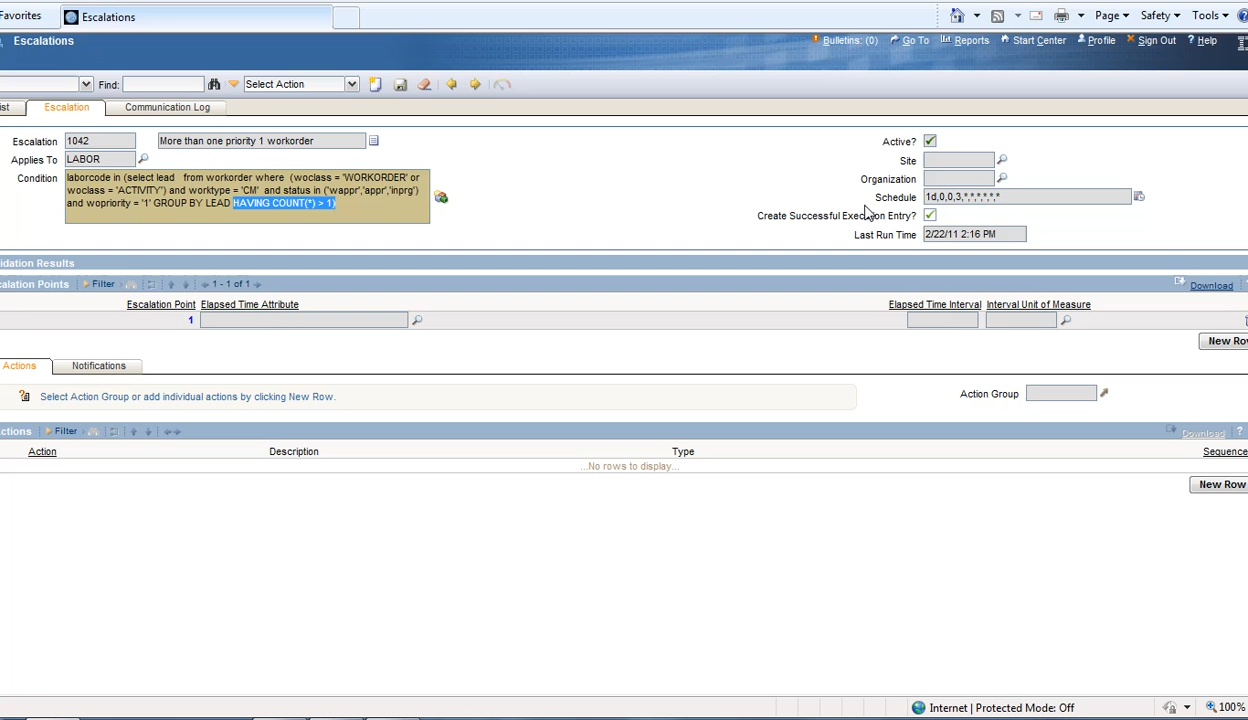 Favorites Escalations Page Safety Tools
Escalations Bulletins: (0) Go To Reports Start Center Profile Sign Out ? Help
Find: Select Action
ist Escalation Communication Log
Escalation 1042 More than one priority 1 workorder Active?
Applies To LABOR Site
Condition laborcode in (select lead from workorder where (woclass = 'WORKORDER' or Organization
woclass = 'ACTIVITY') and worktype = 'CM' and status in ('wappr','appr','inprg') Schedule 1d,0,0,3,*,*,*,*,*,*
and wopriority = '1' GROUP BY LEAD HAVING COUNT(*) > 1) Create Successful Execution Entry?
Last Run Time 2/22/11 2:16 PM
idation Results
calation Points Filter 1 - 1 of 1 Download
Escalation Point Elapsed Time Attribute Elapsed Time Interval Interval Unit of Measure
1
New Rov
Actions Notifications
Select Action Group or add individual actions by clicking New Row. Action Group
ctions Filter Download ?
Action Description Type Sequence
...No rows to display...
New Row
Internet | Protected Mode: Off 100%